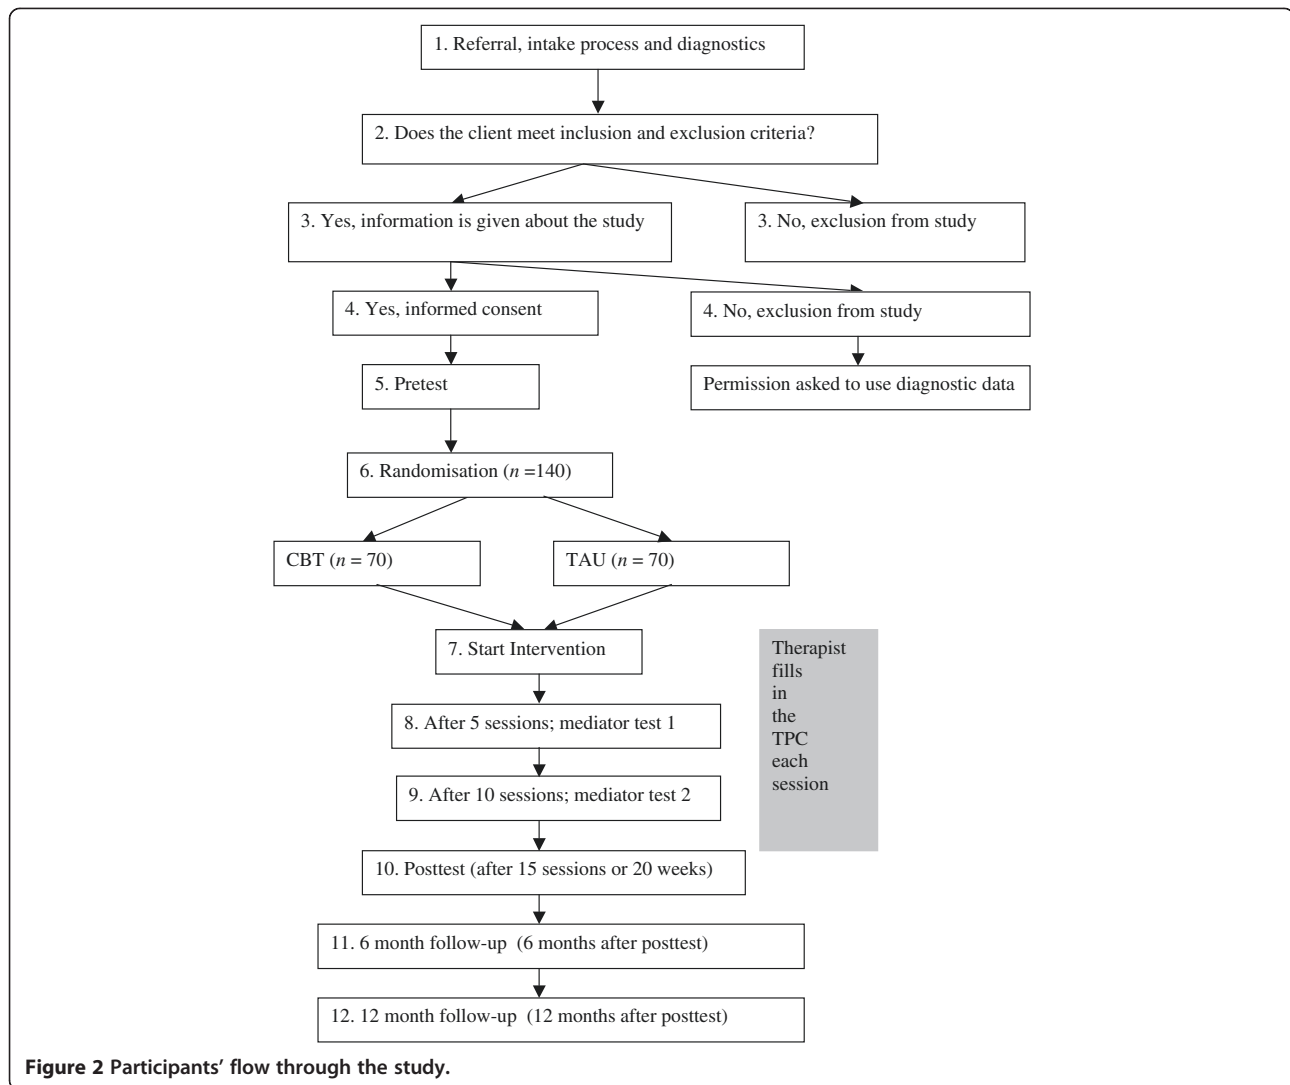 1. Referral, intake process and diagnostics
2. Does the client meet inclusion and exclusion criteria?
3. Yes, information is given about the study
3. No, exclusion from study
4. Yes, informed consent
4. No, exclusion from study
5. Pretest
Permission asked to use diagnostic data
6. Randomisation (n =140)
CBT (n = 70)
TAU (n = 70)
7. Start Intervention
Therapist
fills
in
the
TPC
each
session
8. After 5 sessions; mediator test 1
9. After 10 sessions; mediator test 2
10. Posttest (after 15 sessions or 20 weeks)
11. 6 month follow-up (6 months after posttest)
12. 12 month follow-up (12 months after posttest)
Figure 2 Participants’ flow through the study.